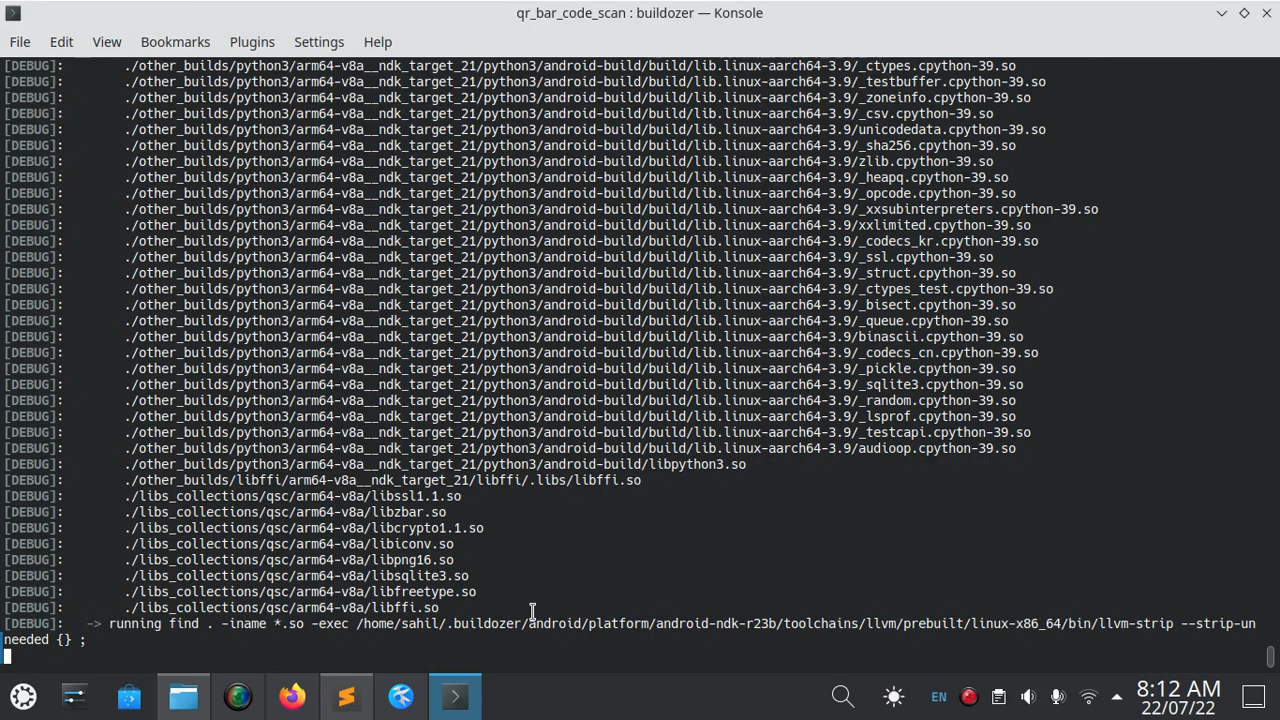 qr_bar_code_scan : buildozer — Konsole
File Edit View Bookmarks Plugins Settings Help
[DEBUG]: ./other_builds/python3/arm64-v8a__ndk_target_21/python3/android-build/build/lib.linux-aarch64-3.9/_ctypes.cpython-39.so
[DEBUG]: ./other_builds/python3/arm64-v8a__ndk_target_21/python3/android-build/build/lib.linux-aarch64-3.9/_testbuffer.cpython-39.so
[DEBUG]: ./other_builds/python3/arm64-v8a__ndk_target_21/python3/android-build/build/lib.linux-aarch64-3.9/_zoneinfo.cpython-39.so
[DEBUG]: ./other_builds/python3/arm64-v8a__ndk_target_21/python3/android-build/build/lib.linux-aarch64-3.9/_csv.cpython-39.so
[DEBUG]: ./other_builds/python3/arm64-v8a__ndk_target_21/python3/android-build/build/lib.linux-aarch64-3.9/unicodedata.cpython-39.so
[DEBUG]: ./other_builds/python3/arm64-v8a__ndk_target_21/python3/android-build/build/lib.linux-aarch64-3.9/_sha256.cpython-39.so
[DEBUG]: ./other_builds/python3/arm64-v8a__ndk_target_21/python3/android-build/build/lib.linux-aarch64-3.9/zlib.cpython-39.so
[DEBUG]: ./other_builds/python3/arm64-v8a__ndk_target_21/python3/android-build/build/lib.linux-aarch64-3.9/_heapq.cpython-39.so
[DEBUG]: ./other_builds/python3/arm64-v8a__ndk_target_21/python3/android-build/build/lib.linux-aarch64-3.9/_opcode.cpython-39.so
[DEBUG]: ./other_builds/python3/arm64-v8a__ndk_target_21/python3/android-build/build/lib.linux-aarch64-3.9/_xxsubinterpreters.cpython-39.so
[DEBUG]: ./other_builds/python3/arm64-v8a__ndk_target_21/python3/android-build/build/lib.linux-aarch64-3.9/xxlimited.cpython-39.so
[DEBUG]: ./other_builds/python3/arm64-v8a__ndk_target_21/python3/android-build/build/lib.linux-aarch64-3.9/_codecs_kr.cpython-39.so
[DEBUG]: ./other_builds/python3/arm64-v8a__ndk_target_21/python3/android-build/build/lib.linux-aarch64-3.9/_ssl.cpython-39.so
[DEBUG]: ./other_builds/python3/arm64-v8a__ndk_target_21/python3/android-build/build/lib.linux-aarch64-3.9/_struct.cpython-39.so
[DEBUG]: ./other_builds/python3/arm64-v8a__ndk_target_21/python3/android-build/build/lib.linux-aarch64-3.9/_ctypes_test.cpython-39.so
[DEBUG]: ./other_builds/python3/arm64-v8a__ndk_target_21/python3/android-build/build/lib.linux-aarch64-3.9/_bisect.cpython-39.so
[DEBUG]: ./other_builds/python3/arm64-v8a__ndk_target_21/python3/android-build/build/lib.linux-aarch64-3.9/_queue.cpython-39.so
[DEBUG]: ./other_builds/python3/arm64-v8a__ndk_target_21/python3/android-build/build/lib.linux-aarch64-3.9/binascii.cpython-39.so
[DEBUG]: ./other_builds/python3/arm64-v8a__ndk_target_21/python3/android-build/build/lib.linux-aarch64-3.9/_codecs_cn.cpython-39.so
[DEBUG]: ./other_builds/python3/arm64-v8a__ndk_target_21/python3/android-build/build/lib.linux-aarch64-3.9/_pickle.cpython-39.so
[DEBUG]: ./other_builds/python3/arm64-v8a__ndk_target_21/python3/android-build/build/lib.linux-aarch64-3.9/_sqlite3.cpython-39.so
[DEBUG]: ./other_builds/python3/arm64-v8a__ndk_target_21/python3/android-build/build/lib.linux-aarch64-3.9/_random.cpython-39.so
[DEBUG]: ./other_builds/python3/arm64-v8a__ndk_target_21/python3/android-build/build/lib.linux-aarch64-3.9/_lsprof.cpython-39.so
[DEBUG]: ./other_builds/python3/arm64-v8a__ndk_target_21/python3/android-build/build/lib.linux-aarch64-3.9/_testcapi.cpython-39.so
[DEBUG]: ./other_builds/python3/arm64-v8a__ndk_target_21/python3/android-build/build/lib.linux-aarch64-3.9/audioop.cpython-39.so
[DEBUG]: ./other_builds/python3/arm64-v8a__ndk_target_21/python3/android-build/libpython3.so
[DEBUG]: ./other_builds/libffi/arm64-v8a__ndk_target_21/libffi/.libs/libffi.so
[DEBUG]: ./libs_collections/qsc/arm64-v8a/libssl1.1.so
[DEBUG]: ./libs_collections/qsc/arm64-v8a/libzbar.so
[DEBUG]: ./libs_collections/qsc/arm64-v8a/libcrypto1.1.so
[DEBUG]: ./libs_collections/qsc/arm64-v8a/libiconv.so
[DEBUG]: ./libs_collections/qsc/arm64-v8a/libpng16.so
[DEBUG]: ./libs_collections/qsc/arm64-v8a/libsqlite3.so
[DEBUG]: ./libs_collections/qsc/arm64-v8a/libfreetype.so
[DEBUG]: ./libs_collections/qsc/arm64-v8a/libffi.so
[DEBUG]: -> running find . -iname *.so -exec /home/sahil/.buildozer/android/platform/android-ndk-r23b/toolchains/llvm/prebuilt/linux-x86_64/bin/llvm-strip --strip-un
needed {} ;
EN
8:12 AM
22/07/22